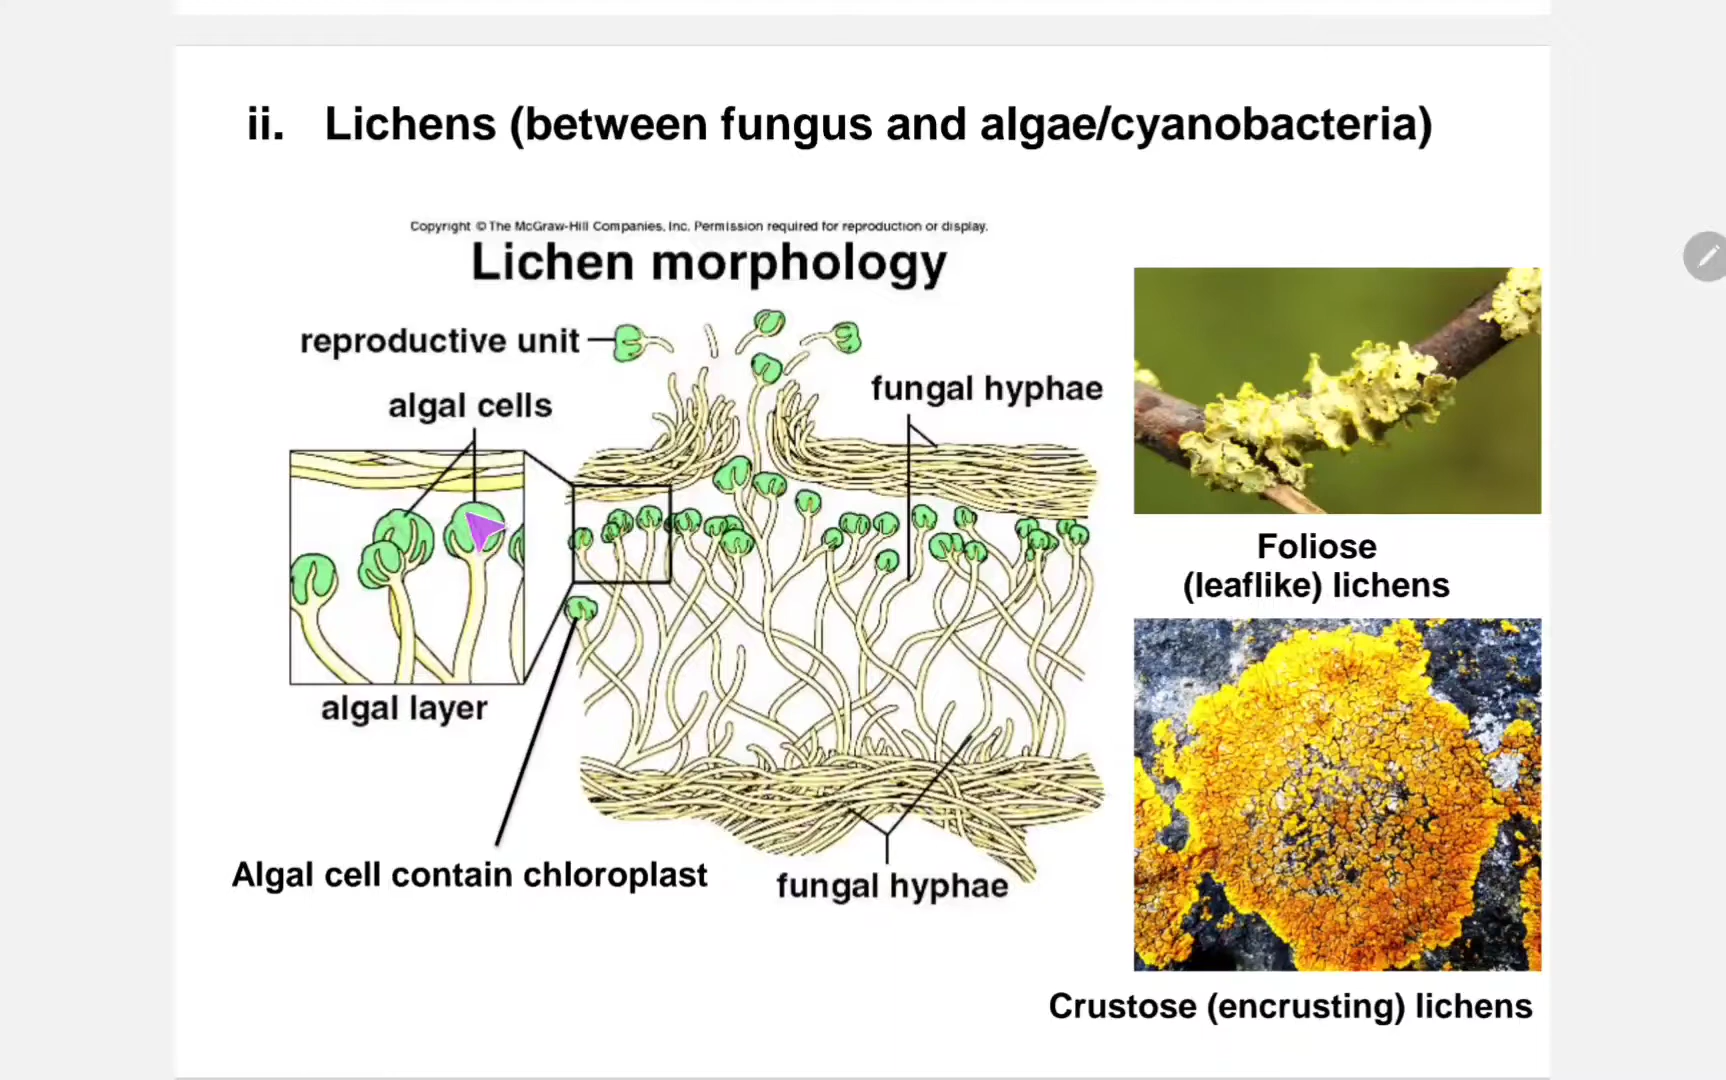 ii. Lichens (between fungus and algae/cyanobacteria)
Copyright © The McGraw-Hill Companies, Inc. Permission required for reproduction or display.
Lichen morphology
reproductive unit
algal cells
fungal hyphae
algal layer
Algal cell contain chloroplast
fungal hyphae
Foliose
(leaflike) lichens
Crustose (encrusting) lichens